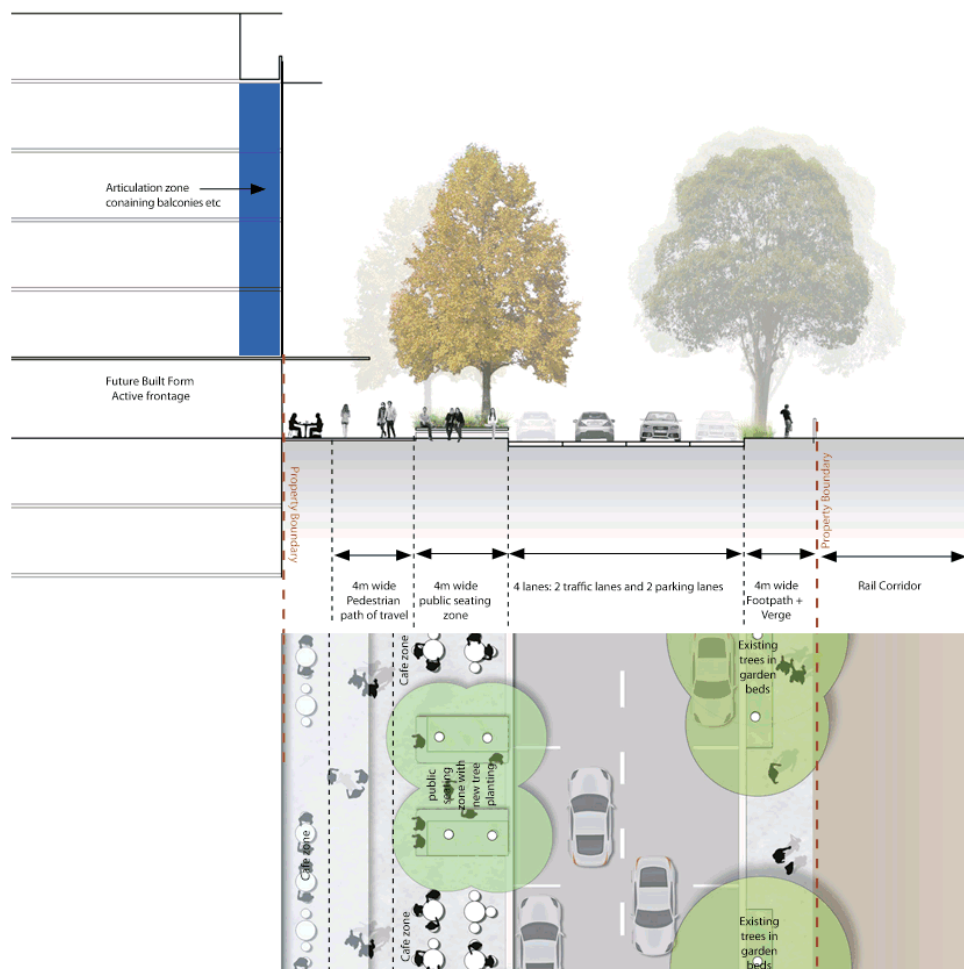 Articulation zone
conaining balconies etc
Future Built Form
Active frontage
Property Boundary
Property Boundary
4m wide
Pedestrian
path of travel
4m wide
public seating
zone
4 lanes: 2 traffic lanes and 2 parking lanes
4m wide
Footpath +
Verge
Rail Corridor
Cafe zone
Existing
trees in
garden
beds
public
seating
zone with
new tree
planting
Cafe zone
Cafe zone
Existing
trees in
garden
beds